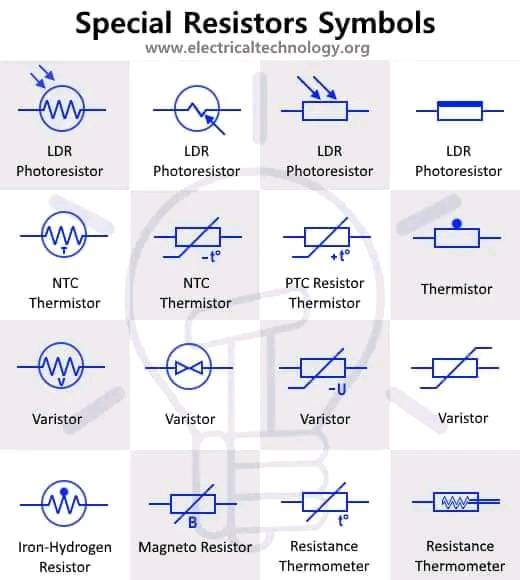 Special Resistors Symbols
www.electricaltechnology.org
LDR
Photoresistor
LDR
Photoresistor
LDR
Photoresistor
LDR
Photoresistor
T
NTC
Thermistor
-t°
NTC
Thermistor
+t°
PTC Resistor
Thermistor
Thermistor
V
Varistor
Varistor
-U
Varistor
Varistor
Iron-Hydrogen
Resistor
B
Magneto Resistor
t°
Resistance
Thermometer
Resistance
Thermometer